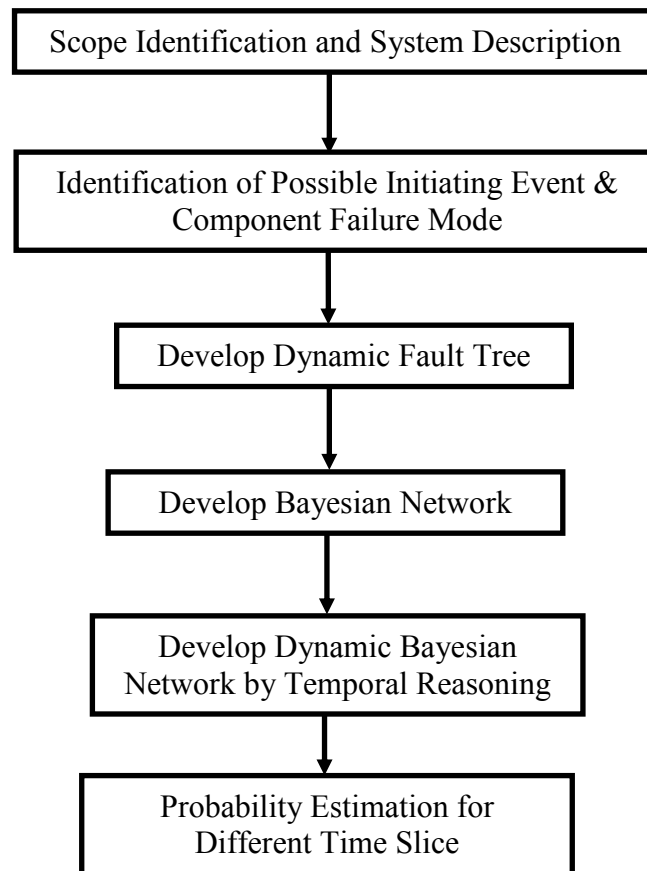 Scope Identification and System Description
Identification of Possible Initiating Event &
Component Failure Mode
Develop Dynamic Fault Tree
Develop Bayesian Network
Develop Dynamic Bayesian
Network by Temporal Reasoning
Probability Estimation for
Different Time Slice